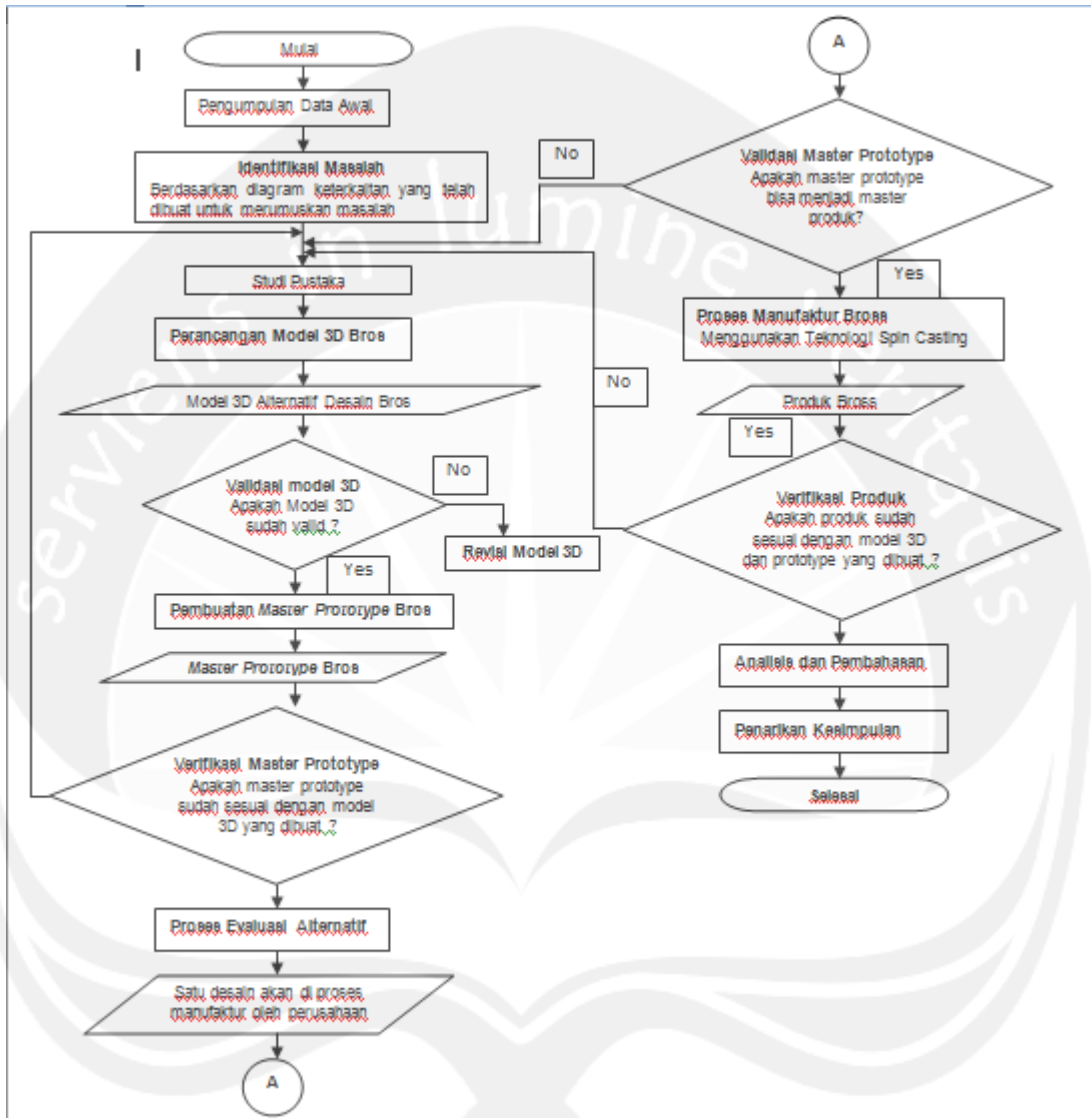 Mulai
Pengumpulan Data Awal
Identifikasi Masalah
Berdasarkan diagram keterkaitan yang telah
dibuat untuk merumuskan masalah
Studi Pustaka
Perancangan Model 3D Bros
Model 3D Alternatif Desain Bros
Validasi model 3D
Apakah Model 3D
sudah valid.?
No
Revisi Model 3D
Yes
Pembuatan Master Prototype Bros
Master Prototype Bros
Verifikasi Master Prototype
Apakah master prototype
sudah sesuai dengan model
3D yang dibuat.?
Proses Evaluasi Alternatif
Satu desain akan di proses
manufaktur oleh perusahaan
A
A
Validasi Master Prototype
Apakah master prototype
bisa menjadi master
produk?
No
Yes
Proses Manufaktur Bross
Menggunakan Teknologi Spin Casting
Produk Bross
Yes
No
Verifikasi Produk
Apakah produk sudah
sesuai dengan model 3D
dan prototype yang dibuat.?
Analisis dan Pembahasan
Penarikan Kesimpulan
Selesai
serviens in lumine veritatis